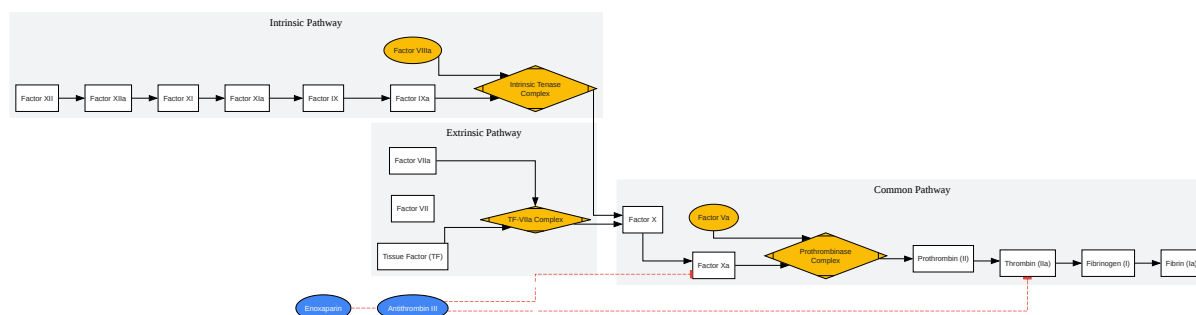 Intrinsic Pathway
Factor VIIIa
Intrinsic Tenase
Complex
Factor XII
Factor XIIa
Factor XI
Factor XIa
Factor IX
Factor IXa
Extrinsic Pathway
Factor VIIa
Factor VII
TF-VIIa Complex
Tissue Factor (TF)
Common Pathway
Factor X
Factor Va
Factor Xa
Prothrombinase
Complex
Prothrombin (II)
Thrombin (IIa)
Fibrinogen (I)
Fibrin (Ia)
Enoxaparin
Antithrombin III